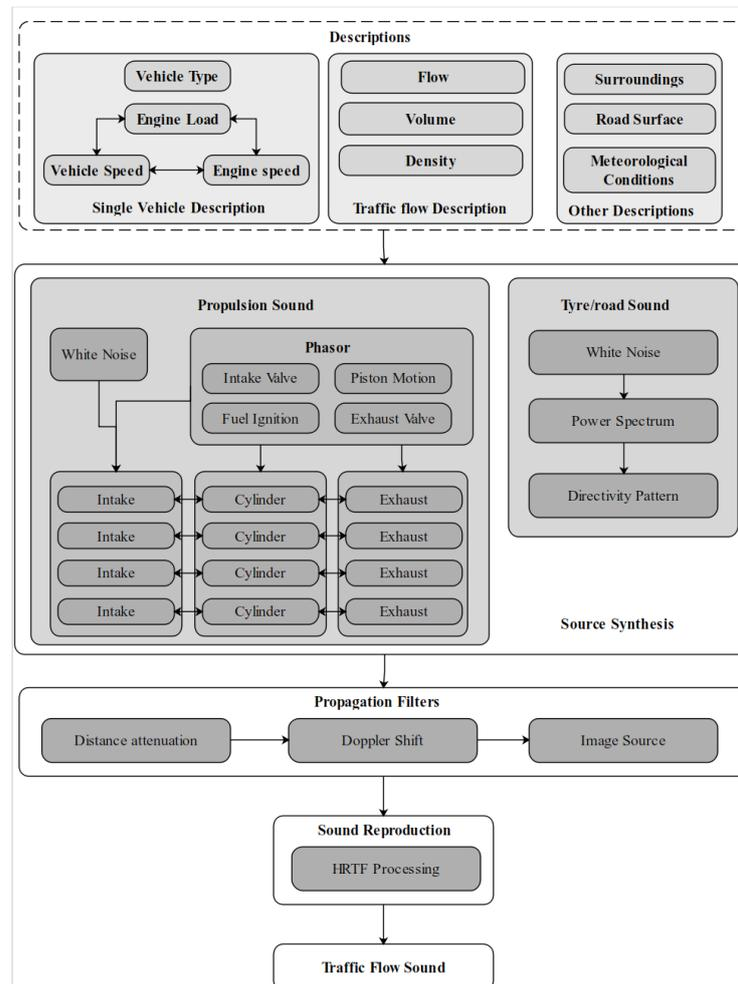 Descriptions
Vehicle Type
Engine Load
Vehicle Speed
Engine speed
Single Vehicle Description
Flow
Volume
Density
Traffic flow Description
Surroundings
Road Surface
Meteorological
Conditions
Other Descriptions
Propulsion Sound
White Noise
Phasor
Intake Valve
Piston Motion
Fuel Ignition
Exhaust Valve
Intake
Cylinder
Exhaust
Intake
Cylinder
Exhaust
Intake
Cylinder
Exhaust
Intake
Cylinder
Exhaust
Tyre/road Sound
White Noise
Power Spectrum
Directivity Pattern
Source Synthesis
Propagation Filters
Distance attenuation
Doppler Shift
Image Source
Sound Reproduction
HRTF Processing
Traffic Flow Sound